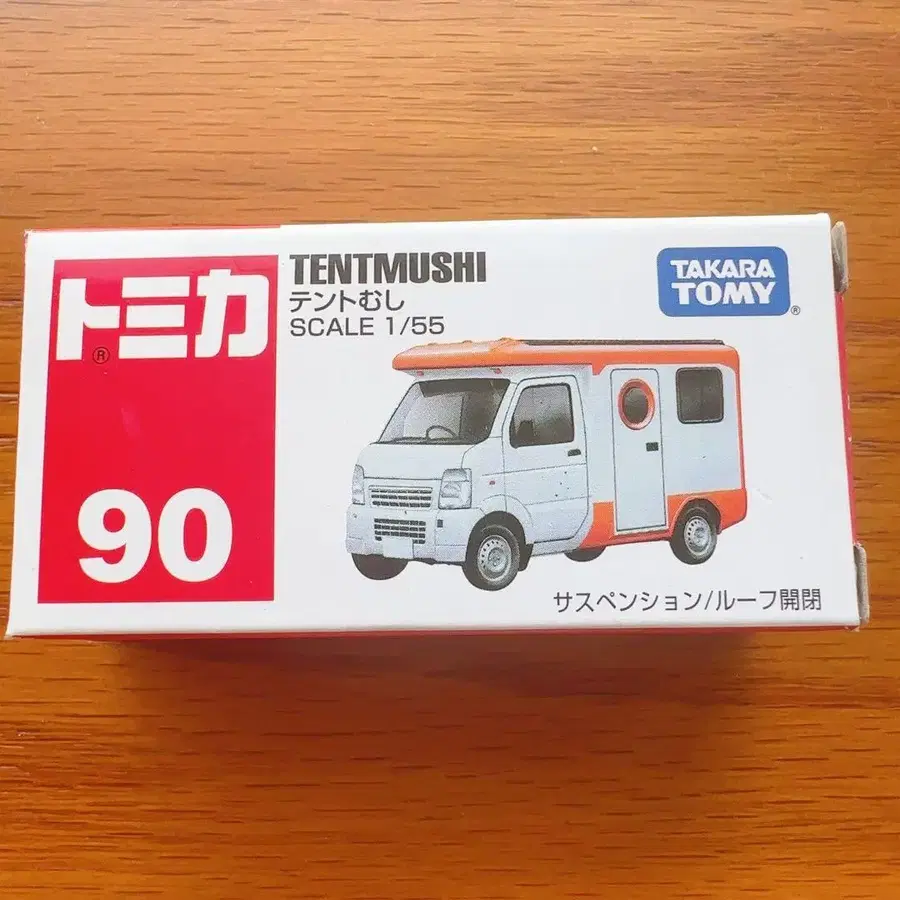 トミカ®
90
TENTMUSHI
テントむし
SCALE 1/55
TAKARA
TOMY®
サスペンション/ルーフ開閉